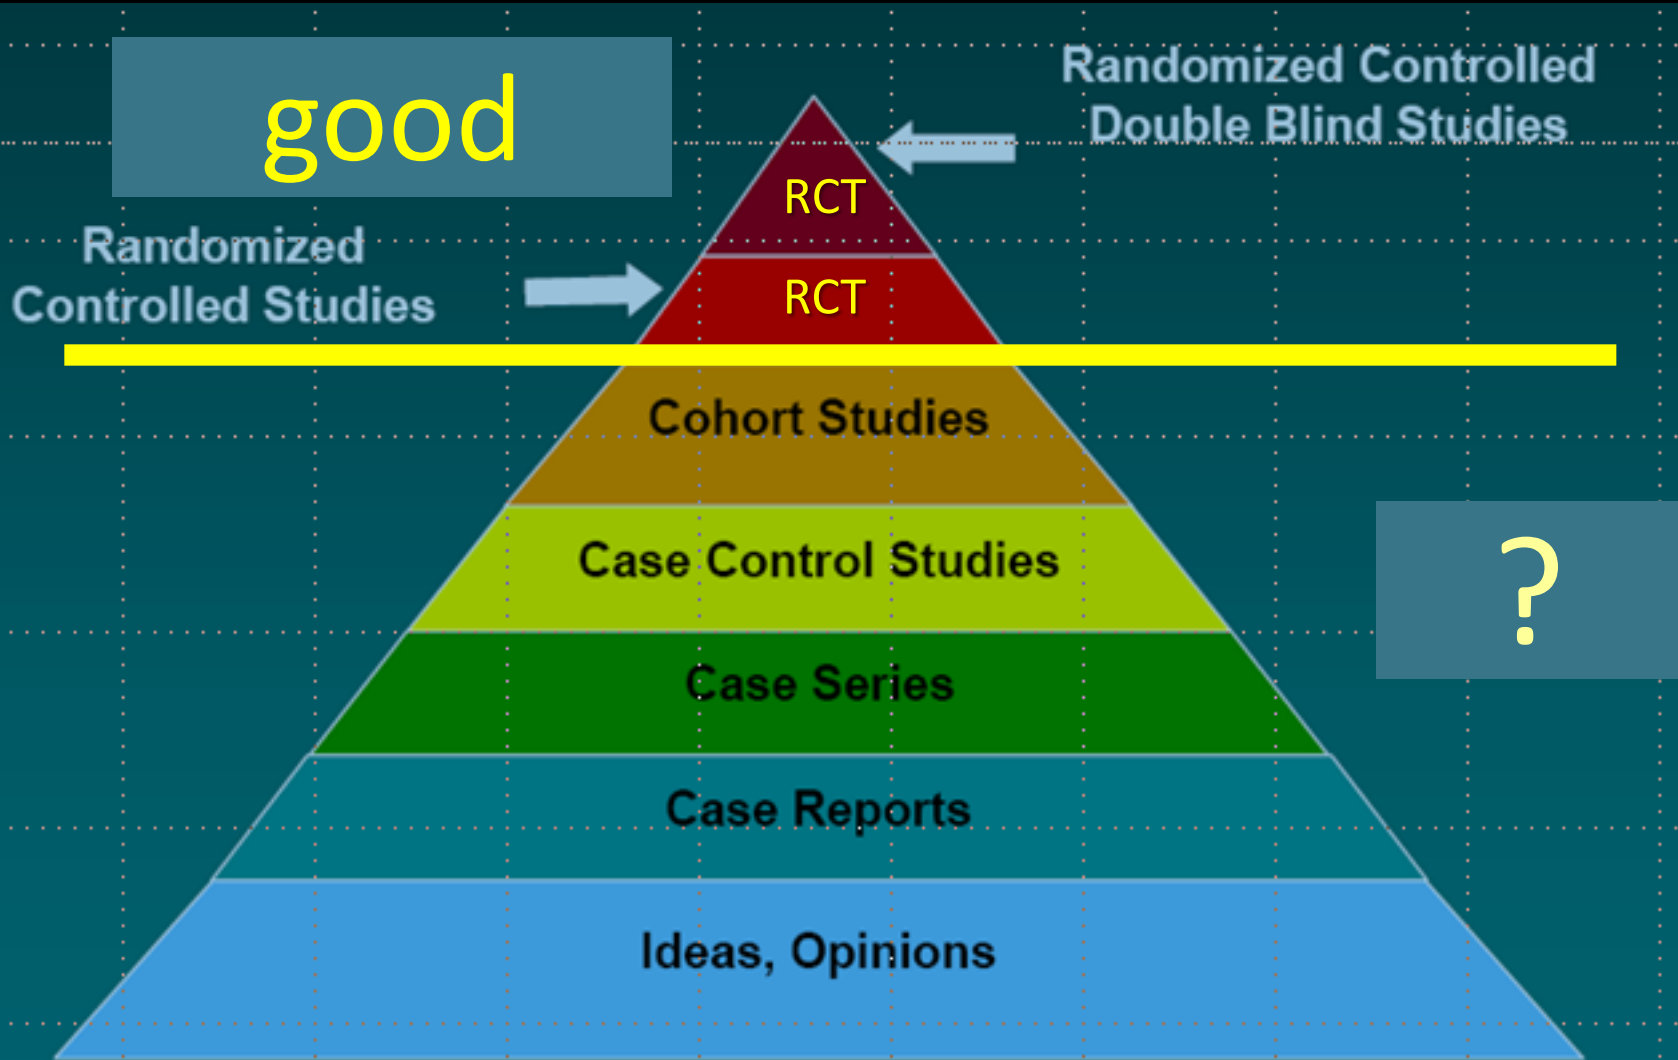 good
Randomized Controlled
Double Blind Studies
RCT
Randomized
Controlled Studies
RCT
Cohort Studies
Case Control Studies
?
Case Series
Case Reports
Ideas, Opinions